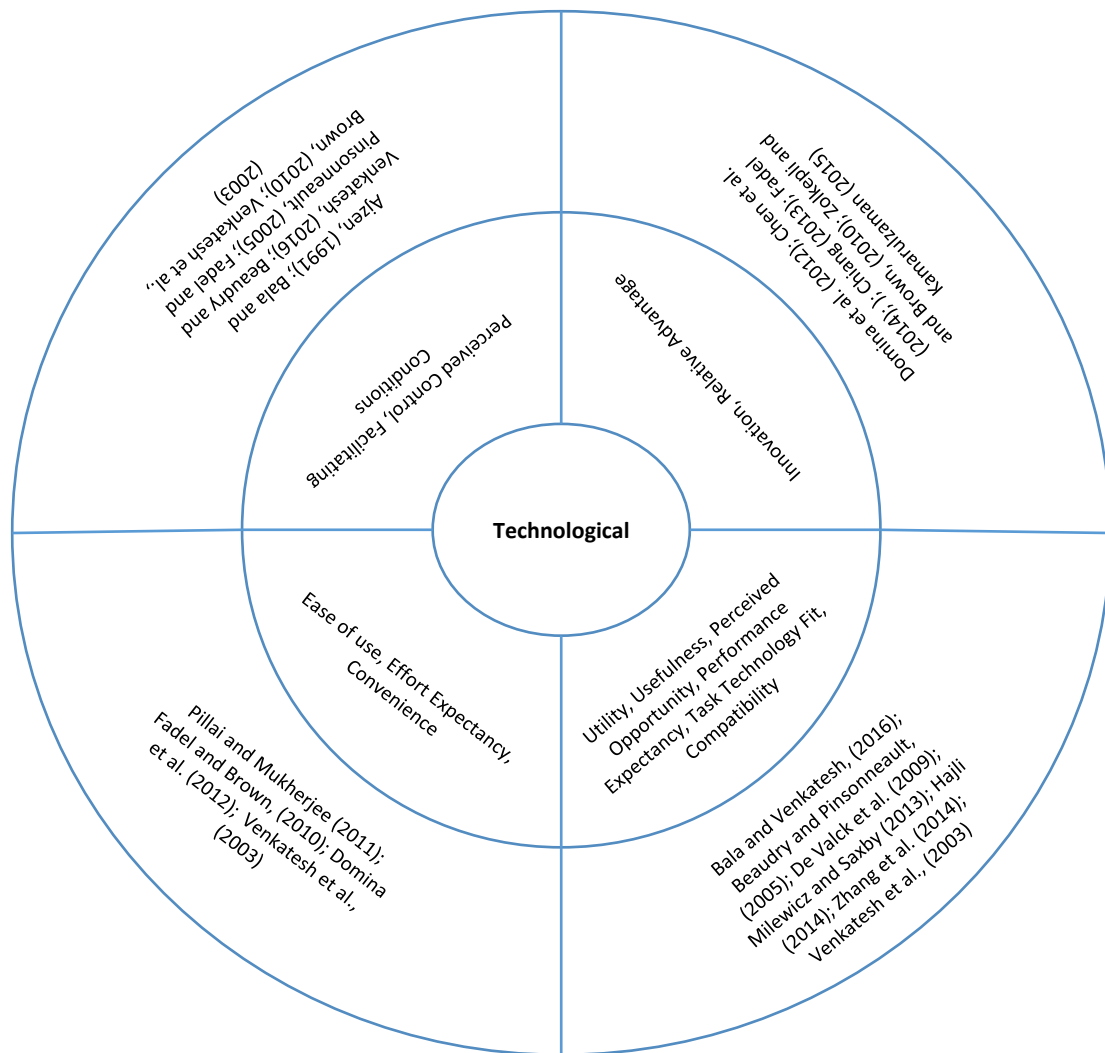 Ajzen, (1991); Bala and
Venkatesh, (2016); Beaudry and
Pinsonneault, (2005); Fadel and
Brown, (2010); Venkatesh et al.,
(2003)
Perceived Control, Facilitating
Conditions
Innovation, Relative Advantage
Domina et al. (2012); Chen et al.
(2014); ); Chiang (2013); Fadel
and Brown, (2010); Zolkepli and
Kamarulzaman (2015)
Technological
Ease of use, Effort Expectancy,
Convenience
Pillai and Mukherjee (2011);
Fadel and Brown, (2010); Domina
et al. (2012); Venkatesh et al.,
(2003)
Utility, Usefulness, Perceived
Opportunity, Performance
Expectancy, Task Technology Fit,
Compatibility
Bala and Venkatesh, (2016);
Beaudry and Pinsonneault,
(2005); De Valck et al. (2009);
Milewicz and Saxby (2013); Hajli
(2014); Zhang et al. (2014);
Venkatesh et al., (2003